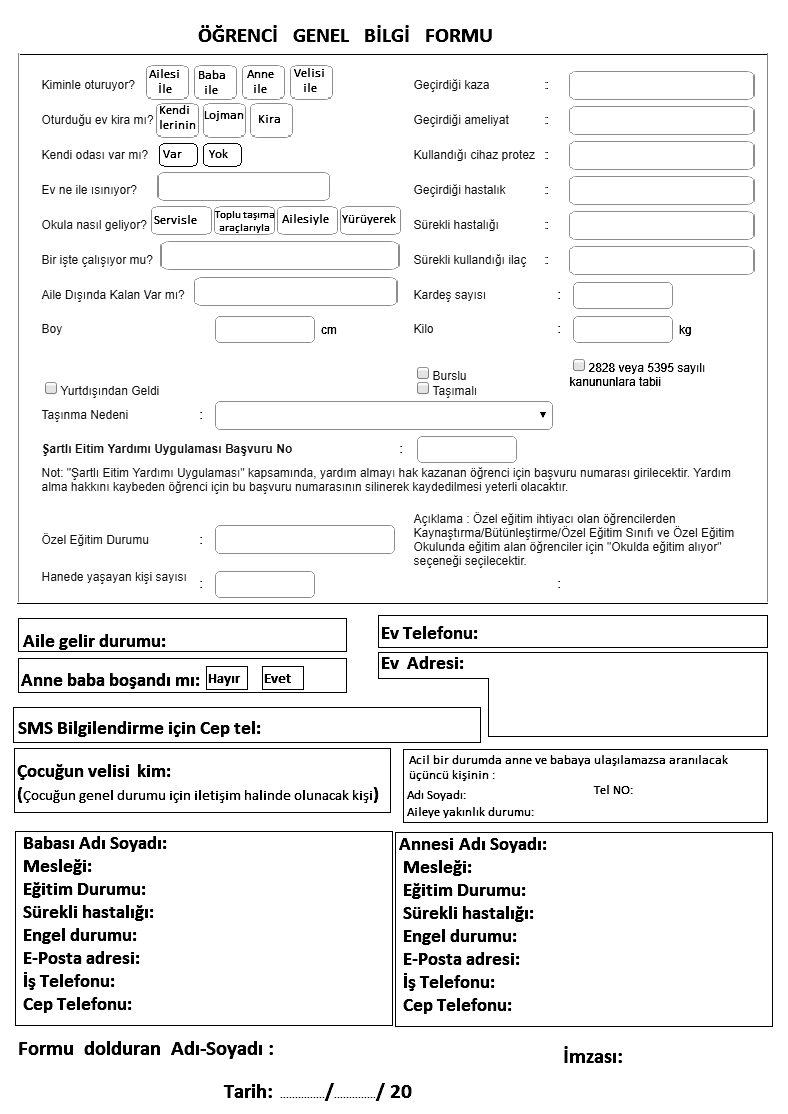 ÖĞRENCİ GENEL BİLGİ FORMU
Kiminle oturuyor? Ailesi İle Baba ile Anne ile Velisi ile
Geçirdiği kaza :
Oturduğu ev kira mı? Kendi lerinin Lojman Kira
Geçirdiği ameliyat :
Kendi odası var mı? Var Yok
Kullandığı cihaz protez :
Ev ne ile ısınıyor?
Geçirdiği hastalık :
Okula nasıl geliyor? Servisle Toplu taşıma araçlarıyla Ailesiyle Yürüyerek
Sürekli hastalığı :
Bir işte çalışıyor mu?
Sürekli kullandığı ilaç :
Aile Dışında Kalan Var mı?
Kardeş sayısı :
Boy cm
Kilo : kg
Yurtdışından Geldi
Burslu
Taşımalı
2828 veya 5395 sayılı
kanununlara tabii
Taşınma Nedeni :
Şartlı Eitim Yardımı Uygulaması Başvuru No :
Not: "Şartlı Eitim Yardımı Uygulaması" kapsamında, yardım almayı hak kazanan öğrenci için başvuru numarası girilecektir. Yardım
alma hakkını kaybeden öğrenci için bu başvuru numarasının silinerek kaydedilmesi yeterli olacaktır.
Özel Eğitim Durumu :
Açıklama : Özel eğitim ihtiyacı olan öğrencilerden
Kaynaştırma/Bütünleştirme/Özel Eğitim Sınıfı ve Özel Eğitim
Okulunda eğitim alan öğrenciler için "Okulda eğitim alıyor"
seçeneği seçilecektir.
Hanede yaşayan kişi sayısı : :
Aile gelir durumu:
Ev Telefonu:
Anne baba boşandı mı: Hayır Evet
Ev Adresi:
SMS Bilgilendirme için Cep tel:
Çocuğun velisi kim:
(Çocuğun genel durumu için iletişim halinde olunacak kişi)
Acil bir durumda anne ve babaya ulaşılamazsa aranılacak
üçüncü kişinin :
Adı Soyadı: Tel NO:
Aileye yakınlık durumu:
Babası Adı Soyadı:
Mesleği:
Eğitim Durumu:
Sürekli hastalığı:
Engel durumu:
E-Posta adresi:
İş Telefonu:
Cep Telefonu:
Annesi Adı Soyadı:
Mesleği:
Eğitim Durumu:
Sürekli hastalığı:
Engel durumu:
E-Posta adresi:
İş Telefonu:
Cep Telefonu:
Formu dolduran Adı-Soyadı :
İmzası:
Tarih: ............../............./ 20